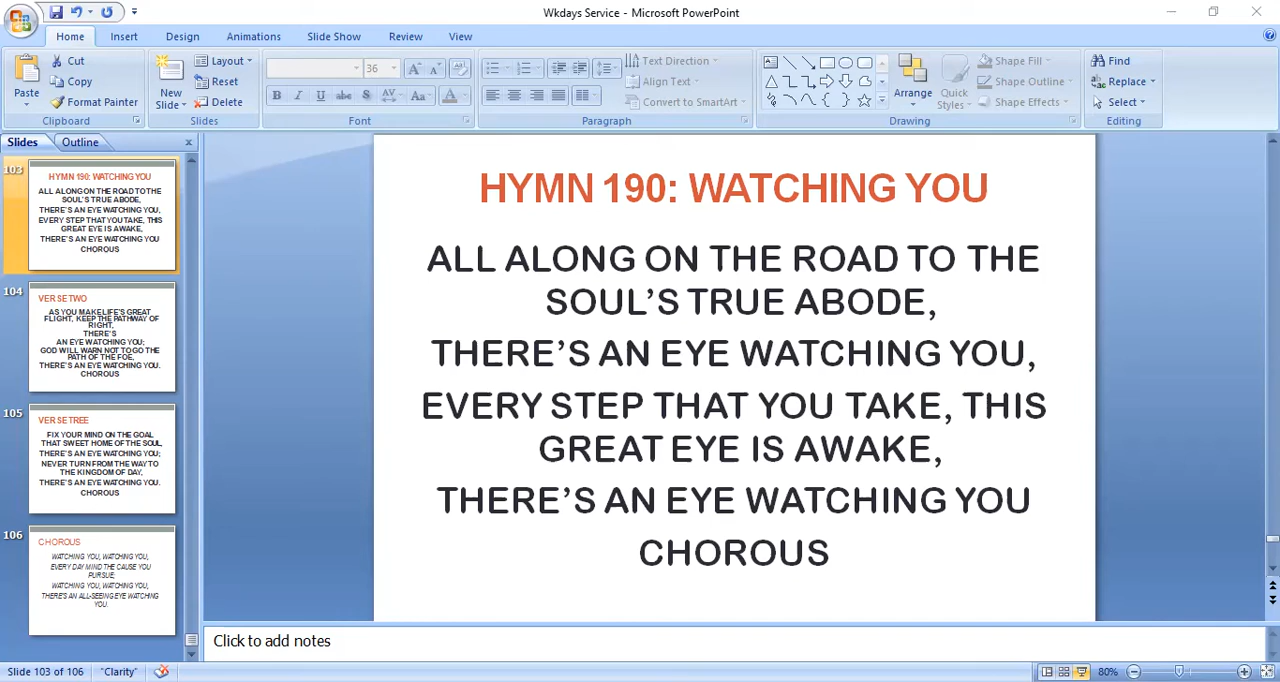 Wkdays Service - Microsoft PowerPoint
Home Insert Design Animations Slide Show Review View
Paste
Cut
Copy
Format Painter
Clipboard
New
Slide
Layout
Reset
Delete
Slides
36
B I U abc S AV Aa A
Font
Text Direction
Align Text
Convert to SmartArt
Paragraph
Arrange
Quick
Styles
Shape Fill
Shape Outline
Shape Effects
Drawing
Find
Replace
Select
Editing
Slides Outline
103
HYMN 190: WATCHING YOU
ALL ALONG ON THE ROAD TO THE
SOUL'S TRUE ABODE,
THERE'S AN EYE WATCHING YOU,
EVERY STEP THAT YOU TAKE, THIS
GREAT EYE IS AWAKE,
THERE'S AN EYE WATCHING YOU
CHOROUS
104
VERSE TWO
AS YOU MAKE LIFE'S GREAT
FLIGHT, KEEP THE PATHWAY OF
RIGHT,
THERE'S
AN EYE WATCHING YOU;
GOD WILL WARN NOT TO GO THE
PATH OF THE FOE,
THERE'S AN EYE WATCHING YOU.
CHOROUS
105
VERSE TREE
FIX YOUR MIND ON THE GOAL
THAT SWEET HOME OF THE SOUL,
THERE'S AN EYE WATCHING YOU;
NEVER TURN FROM THE WAY TO
THE KINGDOM OF DAY,
THERE'S AN EYE WATCHING YOU.
CHOROUS
106
CHOROUS
WATCHING YOU, WATCHING YOU,
EVERY DAY MIND THE CAUSE YOU
PURSUE;
WATCHING YOU, WATCHING YOU,
THERE'S AN ALL-SEEING EYE WATCHING
YOU.
HYMN 190: WATCHING YOU
ALL ALONG ON THE ROAD TO THE
SOUL'S TRUE ABODE,
THERE'S AN EYE WATCHING YOU,
EVERY STEP THAT YOU TAKE, THIS
GREAT EYE IS AWAKE,
THERE'S AN EYE WATCHING YOU
CHOROUS
Click to add notes
Slide 103 of 106 "Clarity" 80%